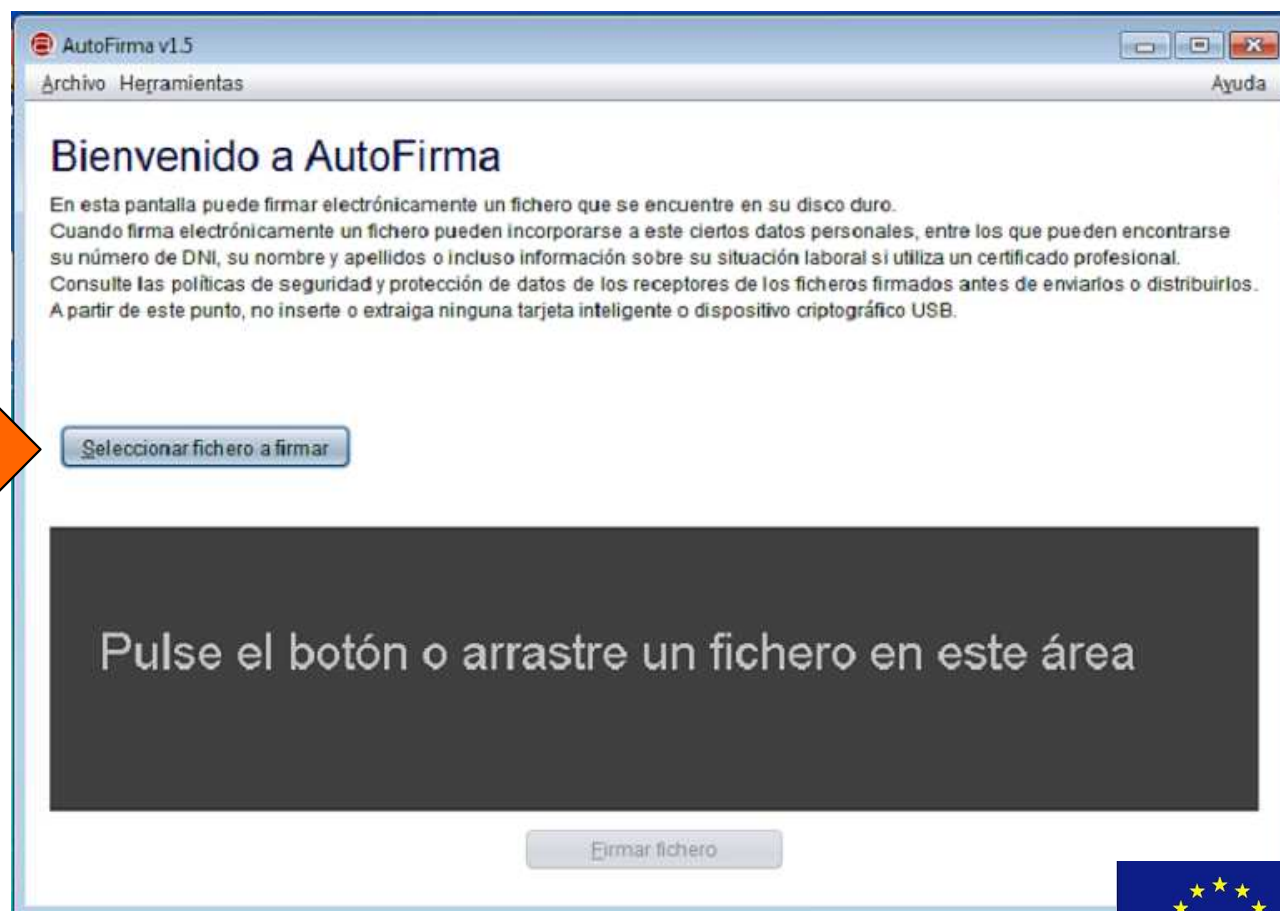 AutoFirma v1.5
Archivo Herramientas Ayuda
Bienvenido a AutoFirma
En esta pantalla puede firmar electrónicamente un fichero que se encuentre en su disco duro.
Cuando firma electrónicamente un fichero pueden incorporarse a este ciertos datos personales, entre los que pueden encontrarse
su número de DNI, su nombre y apellidos o incluso información sobre su situación laboral si utiliza un certificado profesional.
Consulte las políticas de seguridad y protección de datos de los receptores de los ficheros firmados antes de enviarlos o distribuirlos.
A partir de este punto, no inserte o extraiga ninguna tarjeta inteligente o dispositivo criptográfico USB.
Seleccionar fichero a firmar
Pulse el botón o arrastre un fichero en este área
Firmar fichero